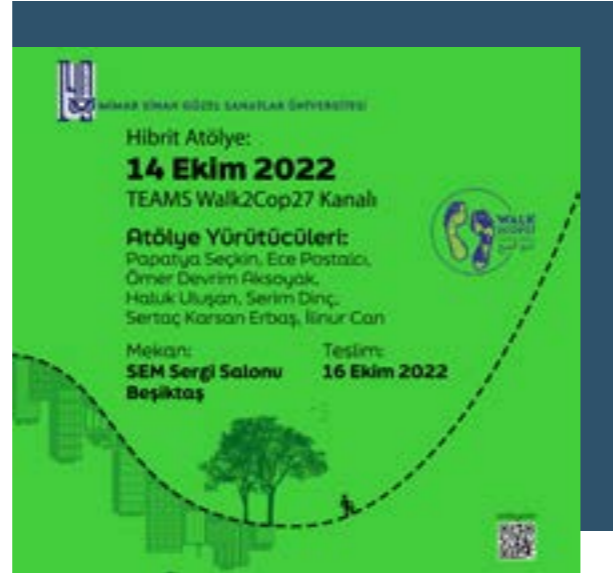 MİMAR SİNAN GÜZEL SANATLAR ÜNİVERSİTESİ
Hibrit Atölye:
14 Ekim 2022
TEAMS Walk2Cop27 Kanalı
Atölye Yürütücüleri:
Papatya Seçkin, Ece Postalcı,
Ömer Devrim Aksoyak,
Haluk Uluşan, Serim Dinç,
Sertaç Karsan Erbaş, İlinur Can
Mekan:
SEM Sergi Salonu
Beşiktaş
Teslim:
16 Ekim 2022
WALK